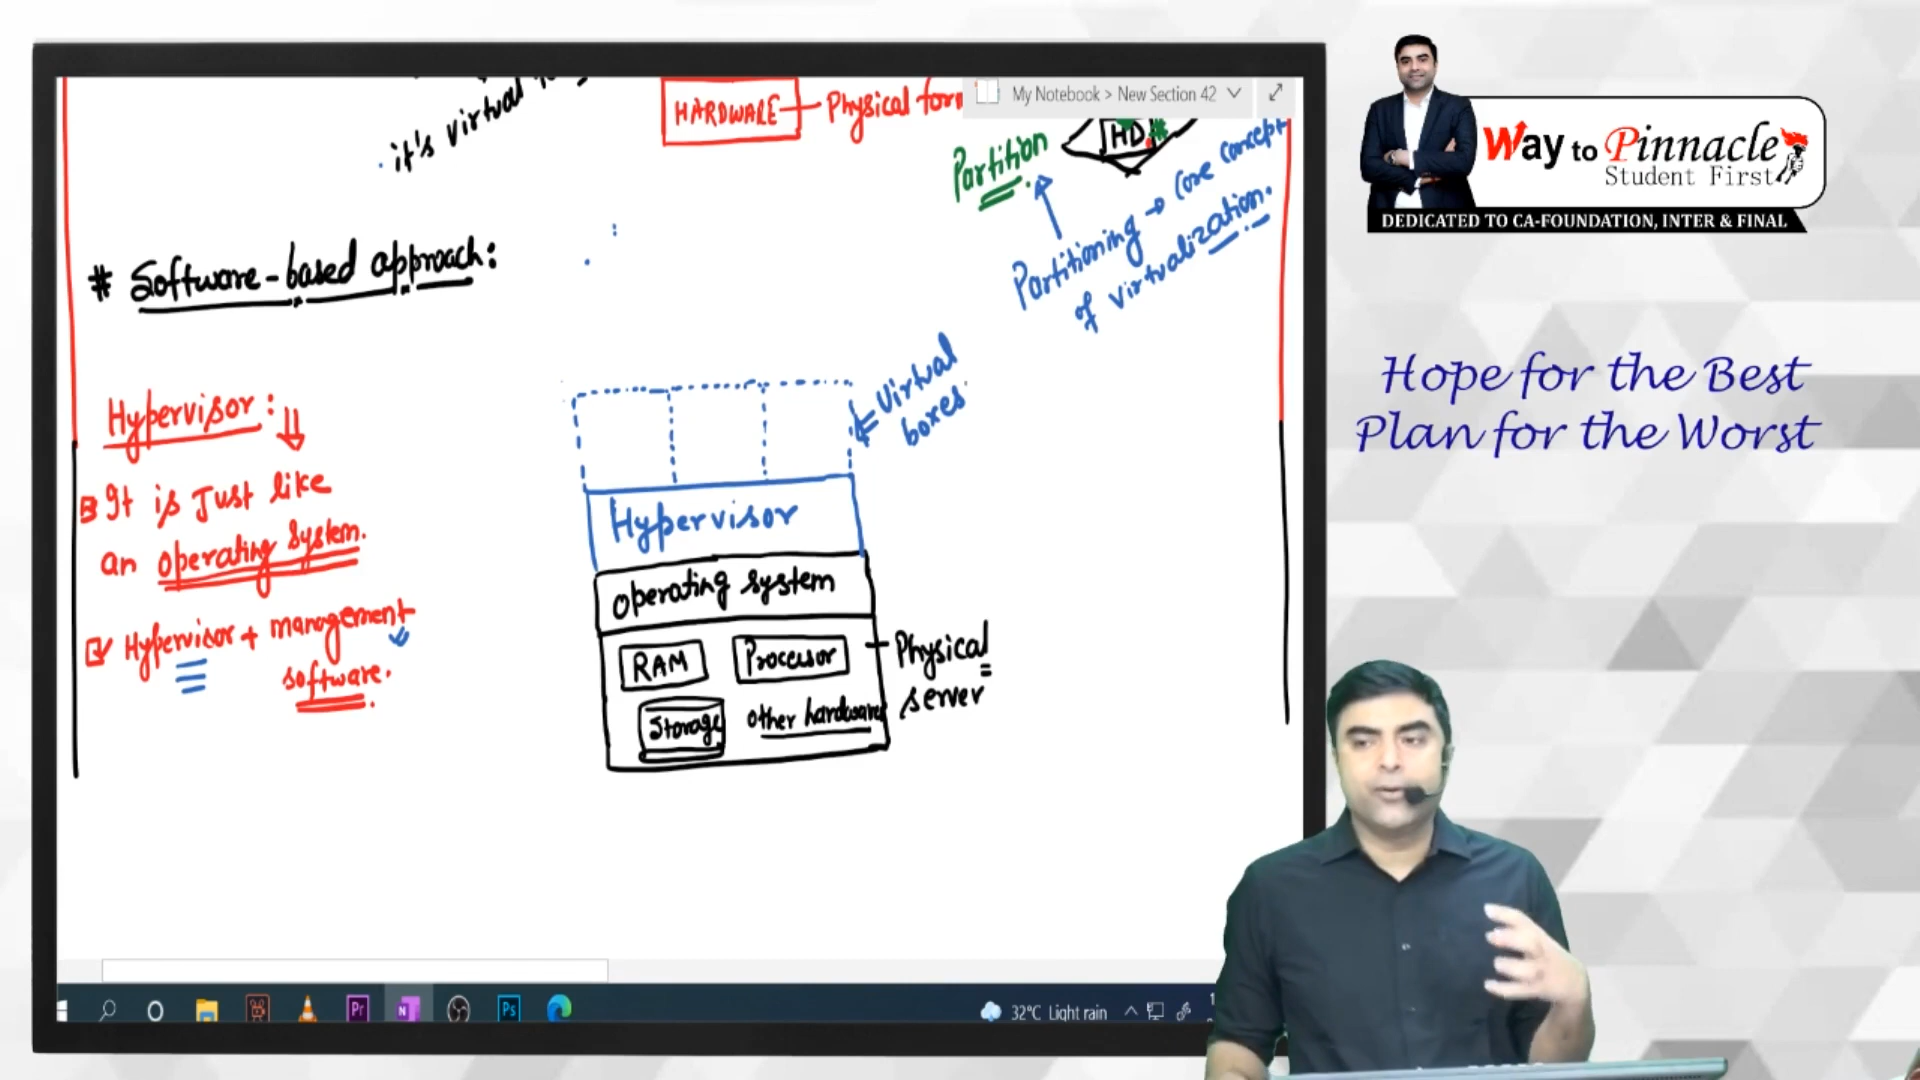 it's virtual
HARDWARE - Physical form
My Notebook > New Section 42
HD
Partition
Partitioning → Core concept
of virtualization.
# Software-based approach:
Hypervisor:
It is Just like
an operating system.
Hypervisor + management
software.
Virtual
boxes
Hypervisor
operating system
RAM
Processor
Storage
other hardware
Physical
server
Way to Pinnacle
Student First
DEDICATED TO CA-FOUNDATION, INTER & FINAL
Hope for the Best
Plan for the Worst
Pr
N
Ps
32°C Light rain